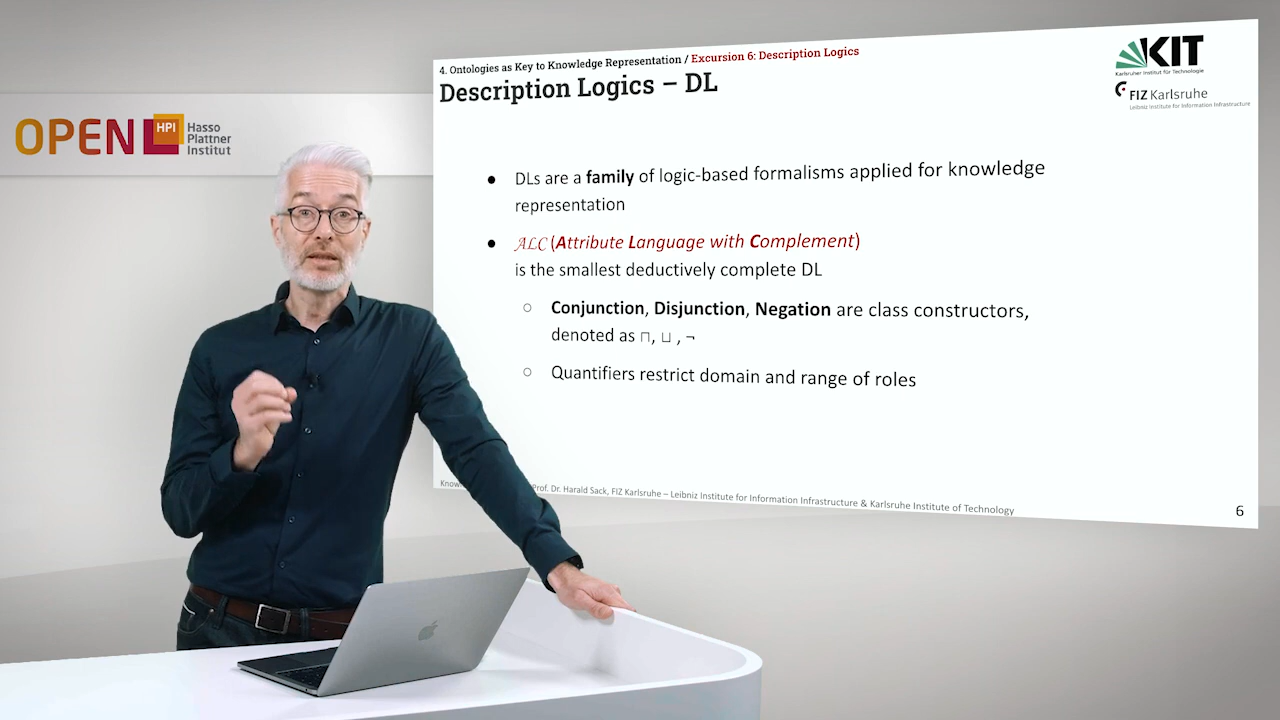 OPEN HPI Hasso
Plattner
Institut
4. Ontologies as Key to Knowledge Representation / Excursion 6: Description Logics
Description Logics – DL
KIT
Karlsruher Institut für Technologie
FIZ Karlsruhe
Leibniz Institute for Information Infrastructure
● DLs are a family of logic-based formalisms applied for knowledge
representation
● ALC (Attribute Language with Complement)
is the smallest deductively complete DL
○ Conjunction, Disjunction, Negation are class constructors,
denoted as ⊓, ⊔ , ¬
○ Quantifiers restrict domain and range of roles
Prof. Dr. Harald Sack, FIZ Karlsruhe – Leibniz Institute for Information Infrastructure & Karlsruhe Institute of Technology
6